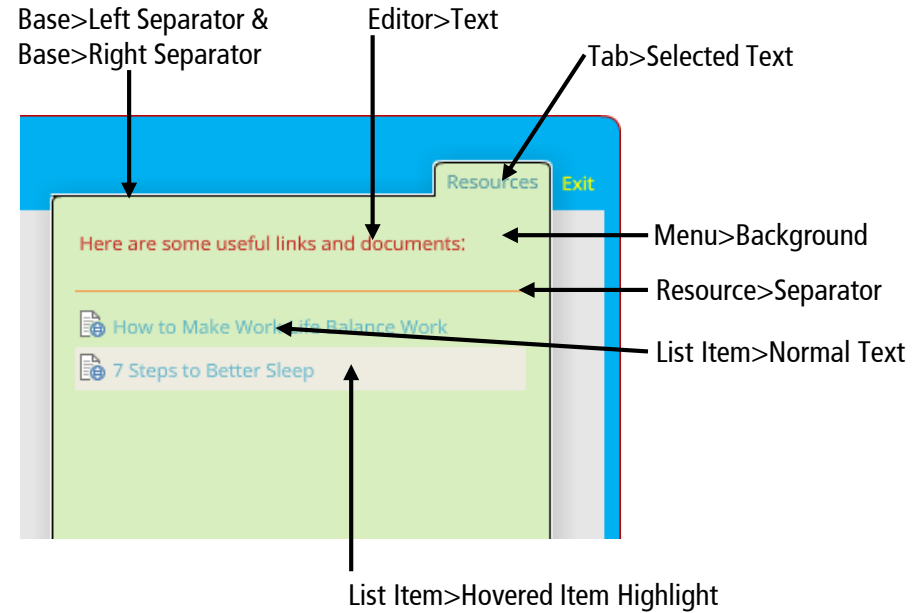 Base>Left Separator &
Base>Right Separator
Editor>Text
Tab>Selected Text
Resources
Exit
Here are some useful links and documents:
Menu>Background
Resource>Separator
How to Make Work-Life Balance Work
List Item>Normal Text
7 Steps to Better Sleep
List Item>Hovered Item Highlight